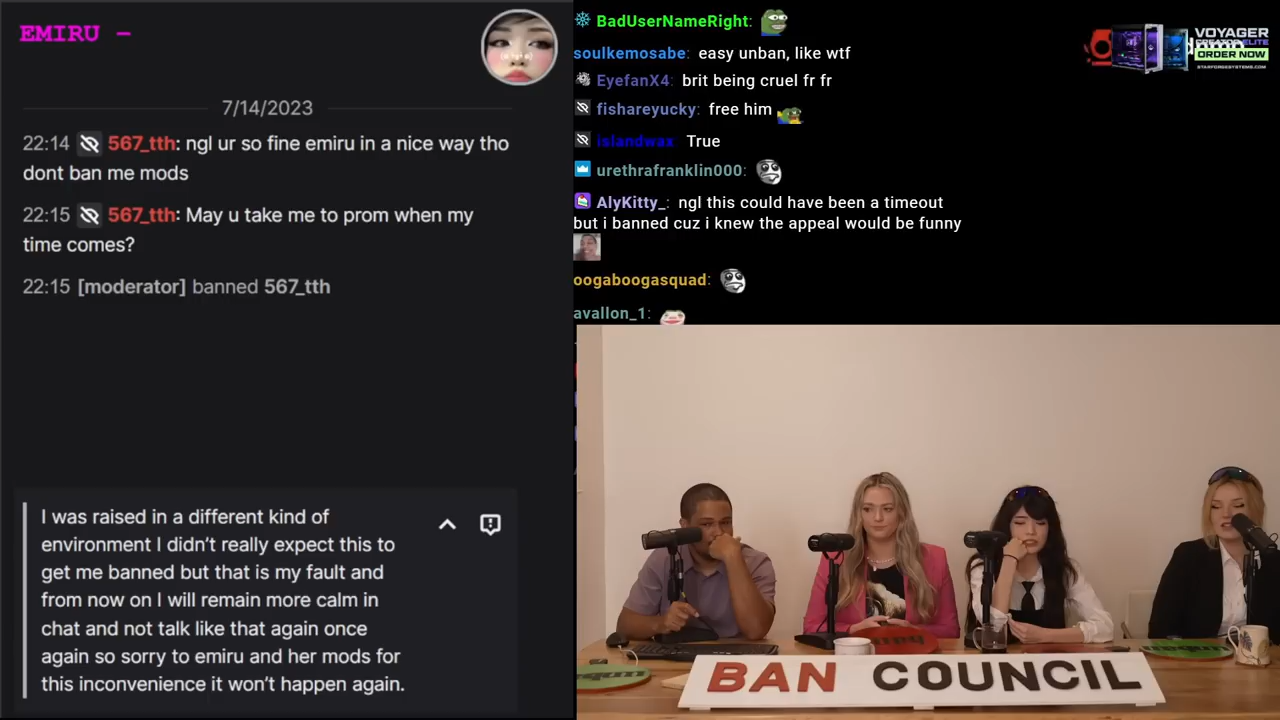 EMIRU -
7/14/2023
22:14 567_tth: ngl ur so fine emiru in a nice way tho
dont ban me mods
22:15 567_tth: May u take me to prom when my
time comes?
22:15 [moderator] banned 567_tth
I was raised in a different kind of
environment I didn't really expect this to
get me banned but that is my fault and
from now on I will remain more calm in
chat and not talk like that again once
again so sorry to emiru and her mods for
this inconvenience it won't happen again.
BadUserNameRight:
soulkemosabe: easy unban, like wtf
EyefanX4: brit being cruel fr fr
fishareyucky: free him
islandwax: True
urethrafranklin000:
AlyKitty_: ngl this could have been a timeout
but i banned cuz i knew the appeal would be funny
oogaboogasquad:
avallon_1:
VOYAGER
CREATOR ELITE
ORDER NOW
STARFORGESYSTEMS.COM
BAN COUNCIL